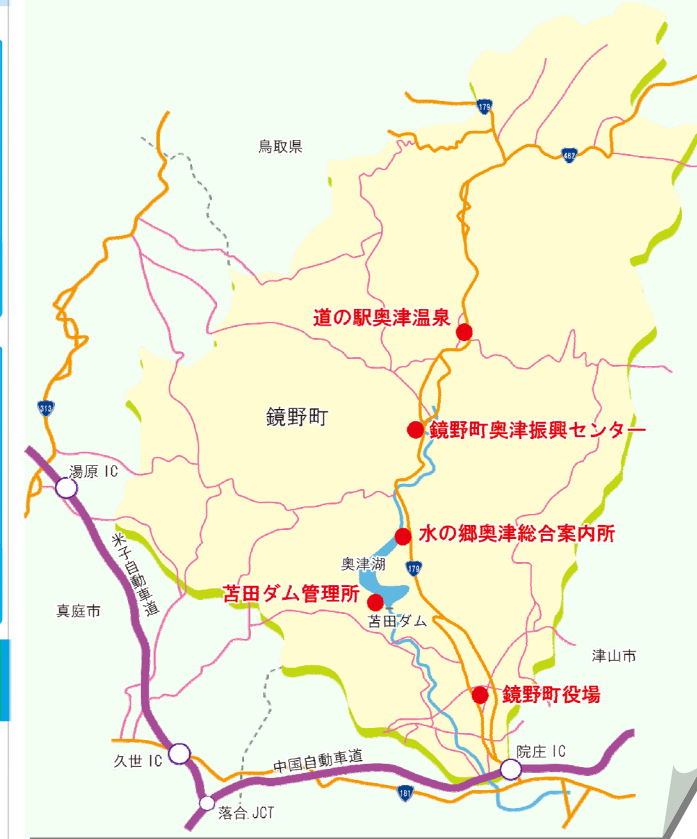 179
482
鳥取県
道の駅奥津温泉
313
鏡野町
鏡野町奥津振興センター
湯原 IC
水の郷奥津総合案内所
米子自動車道
奥津湖
179
苫田ダム管理所
真庭市
苫田ダム
津山市
鏡野町役場
久世 IC
中国自動車道
院庄 IC
181
落合 JCT